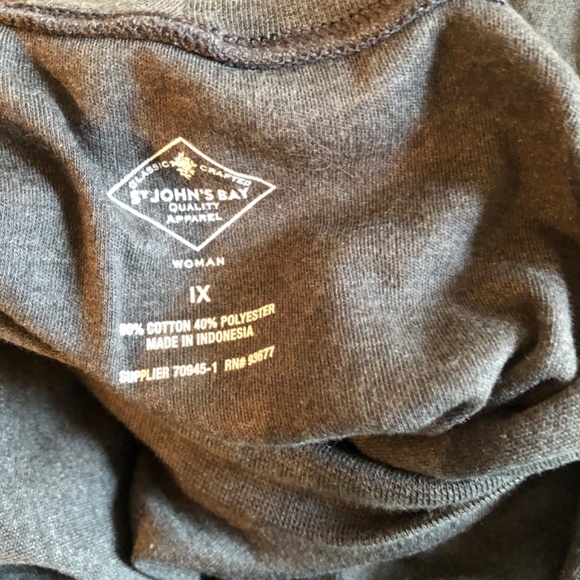 CLASSIC CRAFTED
ST JOHN'S BAY
QUALITY
APPAREL
WOMAN
1X
60% COTTON 40% POLYESTER
MADE IN INDONESIA
SUPPLIER 70945-1 RN# 93677